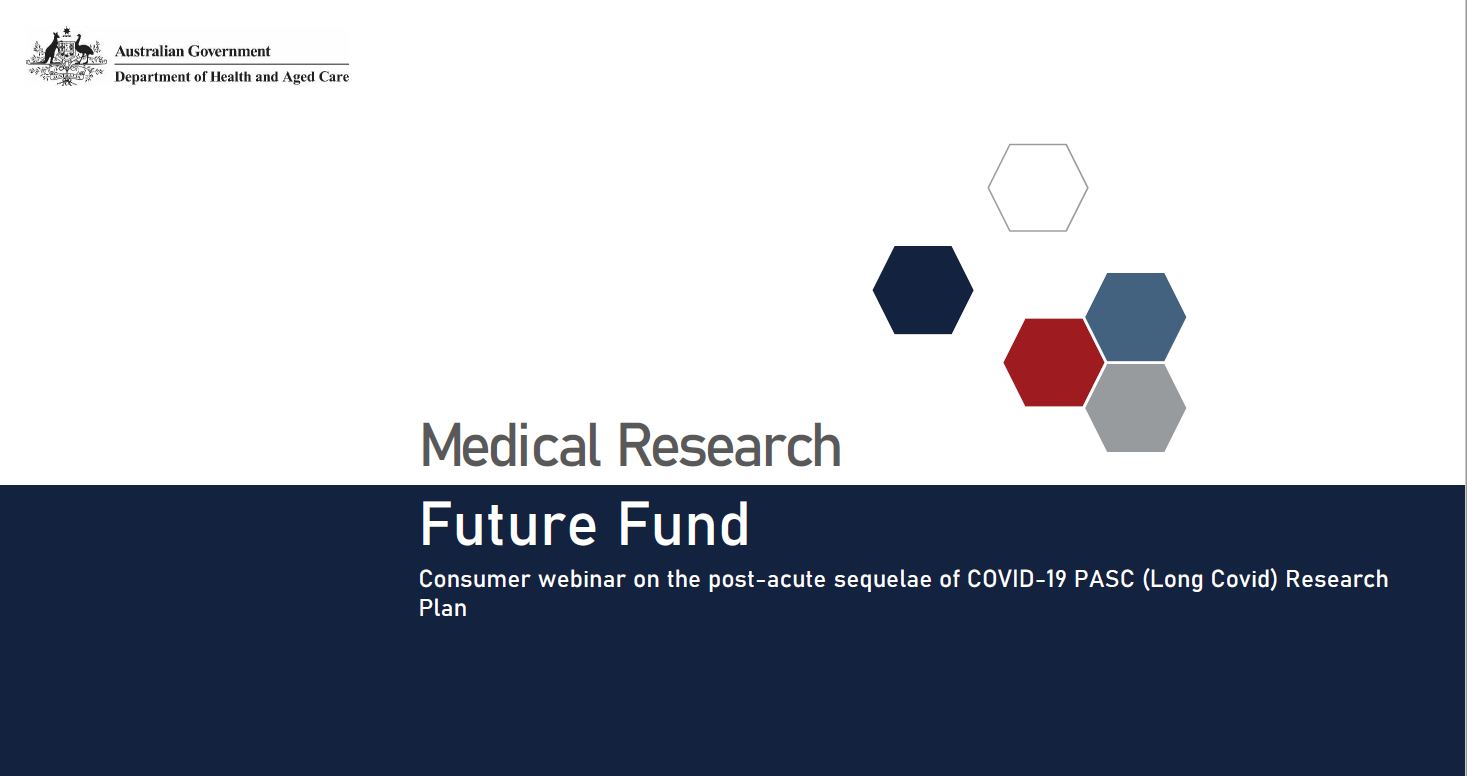 Australian Government
Department of Health and Aged Care
Medical Research
Future Fund
Consumer webinar on the post-acute sequelae of COVID-19 PASC (Long Covid) Research
Plan